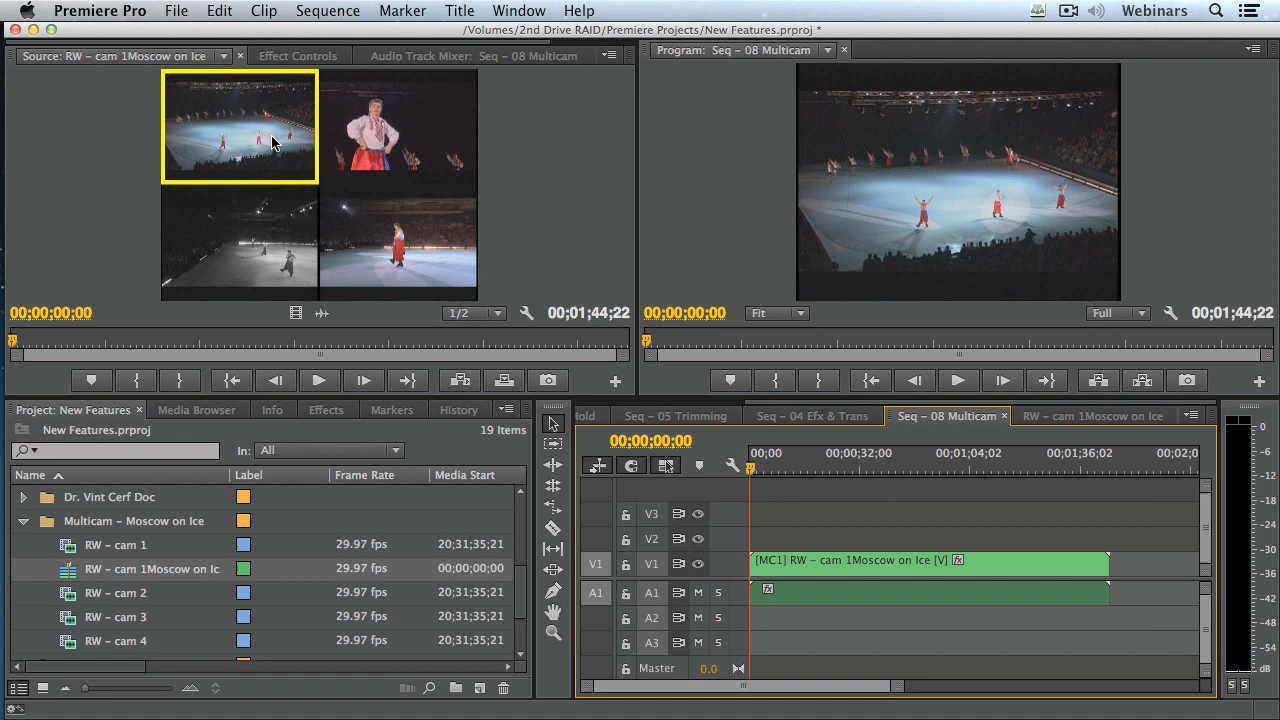 Premiere Pro File Edit Clip Sequence Marker Title Window Help Webinars
/Volumes/2nd Drive RAID/Premiere Projects/New Features.prproj *
Source: RW - cam 1Moscow on Ice × Effect Controls Audio Track Mixer: Seq - 08 Multicam
Program: Seq - 08 Multicam ×
00;00;00;00 1/2 00;01;44;22
00;00;00;00 Fit Full 00;01;44;22
Project: New Features × Media Browser Info Effects Markers History
New Features.prproj 19 Items
In: All
Name Label Frame Rate Media Start
Dr. Vint Cerf Doc
Multicam - Moscow on Ice
RW - cam 1 29.97 fps 20;31;35;21
RW - cam 1Moscow on Ic 29.97 fps 00;00;00;00
RW - cam 2 29.97 fps 20;31;35;21
RW - cam 3 29.97 fps 20;31;35;21
RW - cam 4 29.97 fps 20;31;35;21
Hold Seq - 05 Trimming Seq - 04 Efx & Trans Seq - 08 Multicam × RW - cam 1Moscow on Ice
00;00;00;00
00;00 00;00;32;00 00;01;04;02 00;01;36;02 00;02;0
V3
V2
V1 V1 [MC1] RW - cam 1Moscow on Ice [V] fx
A1 A1 M S fx
A2 M S
A3 M S
Master 0.0
0
-6
-12
-18
-24
-30
-36
-42
-48
-54
dB
S S